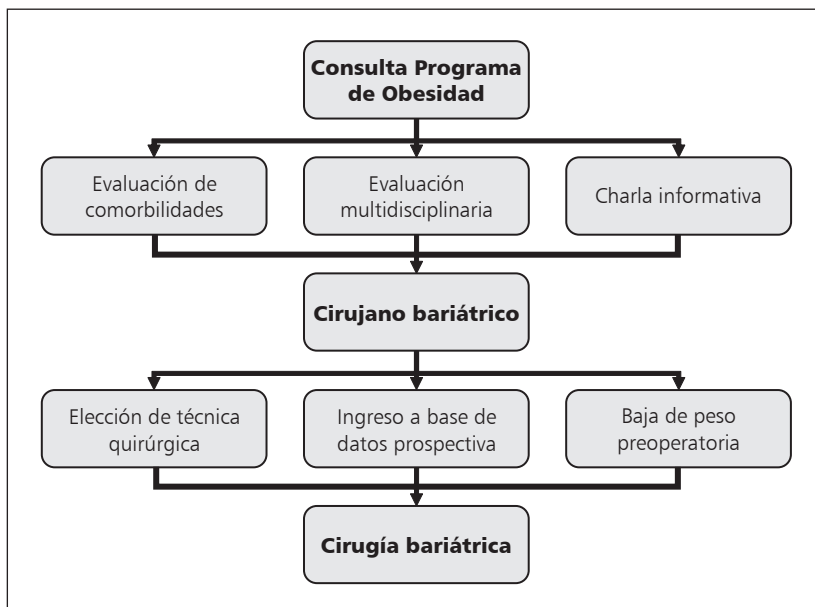 Consulta Programa
de Obesidad
Evaluación de
comorbilidades
Evaluación
multidisciplinaria
Charla informativa
Cirujano bariátrico
Elección de técnica
quirúrgica
Ingreso a base de
datos prospectiva
Baja de peso
preoperatoria
Cirugía bariátrica